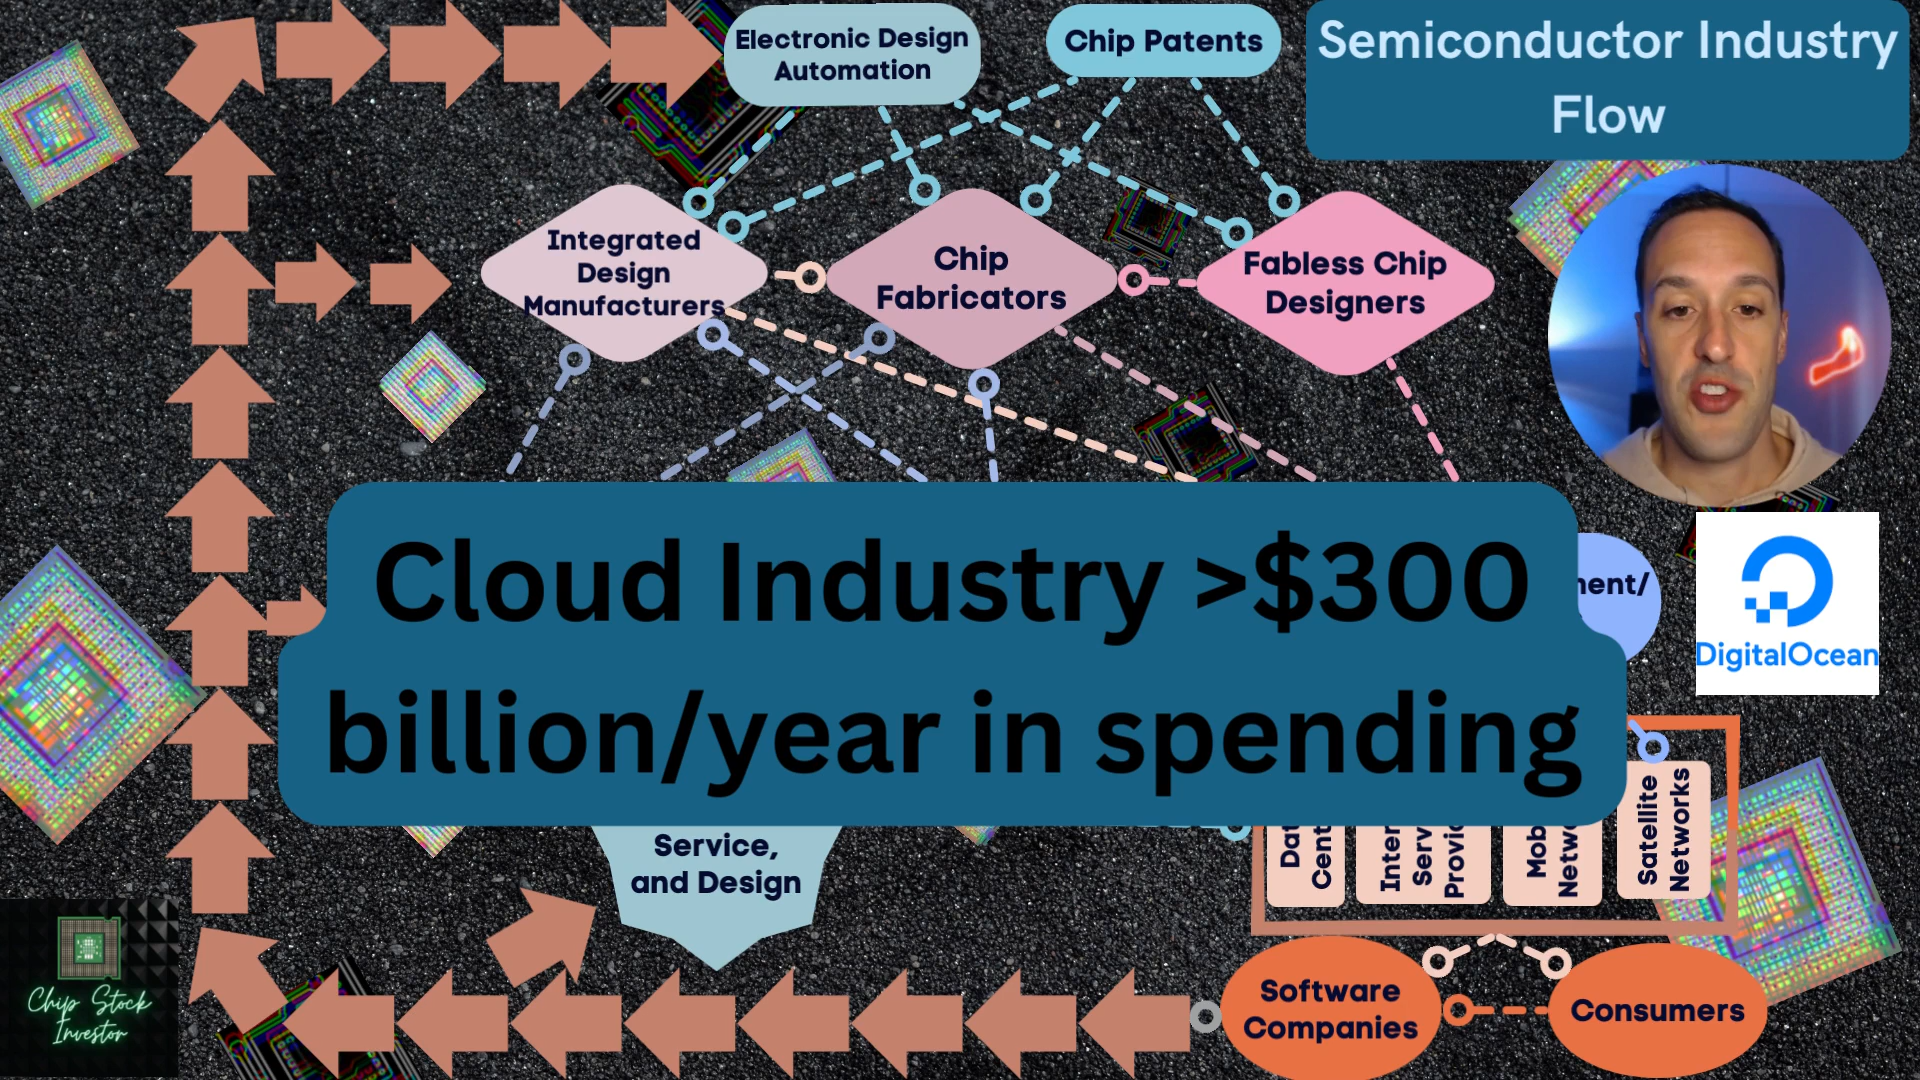 Electronic Design
Automation
Chip Patents
Semiconductor Industry
Flow
Integrated
Design
Manufacturers
Chip
Fabricators
Fabless Chip
Designers
Cloud Industry >$300
billion/year in spending
DigitalOcean
Service,
and Design
Satellite
Networks
Software
Companies
Consumers
Chip Stock
Investor